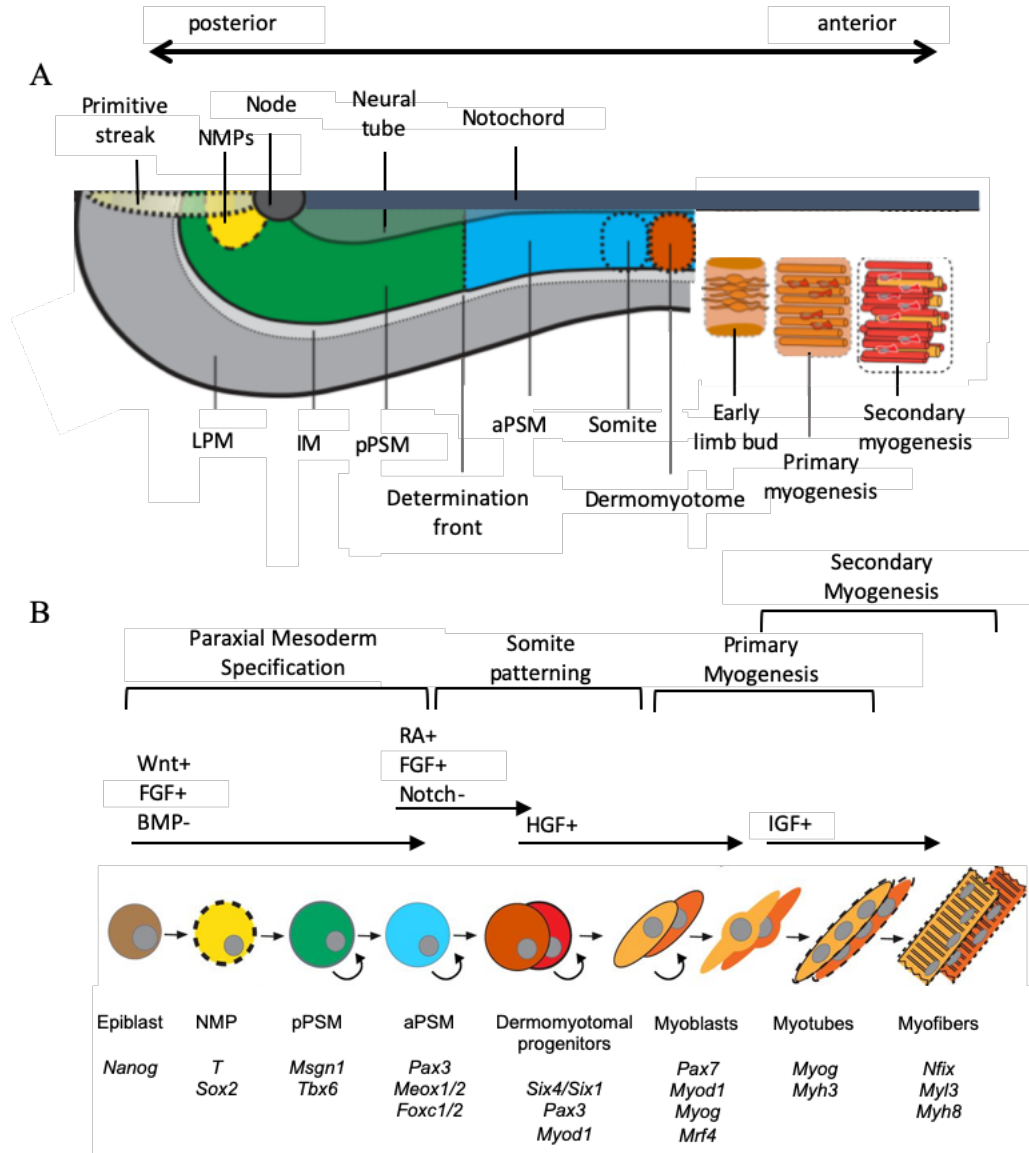 posterior
anterior
A
Primitive
streak
NMPs
Node
Neural
tube
Notochord
LPM
IM
pPSM
Determination
front
aPSM
Somite
Dermomyotome
Early
limb bud
Primary
myogenesis
Secondary
myogenesis
B
Paraxial Mesoderm
Specification
Somite
patterning
Primary
Myogenesis
Secondary
Myogenesis
Wnt+
FGF+
BMP-
RA+
FGF+
Notch-
HGF+
IGF+
Epiblast
Nanog
NMP
T
Sox2
pPSM
Msgn1
Tbx6
aPSM
Pax3
Meox1/2
Foxc1/2
Dermomyotomal
progenitors
Six4/Six1
Pax3
Myod1
Myoblasts
Pax7
Myod1
Myog
Mrf4
Myotubes
Myog
Myh3
Myofibers
Nfix
Myl3
Myh8